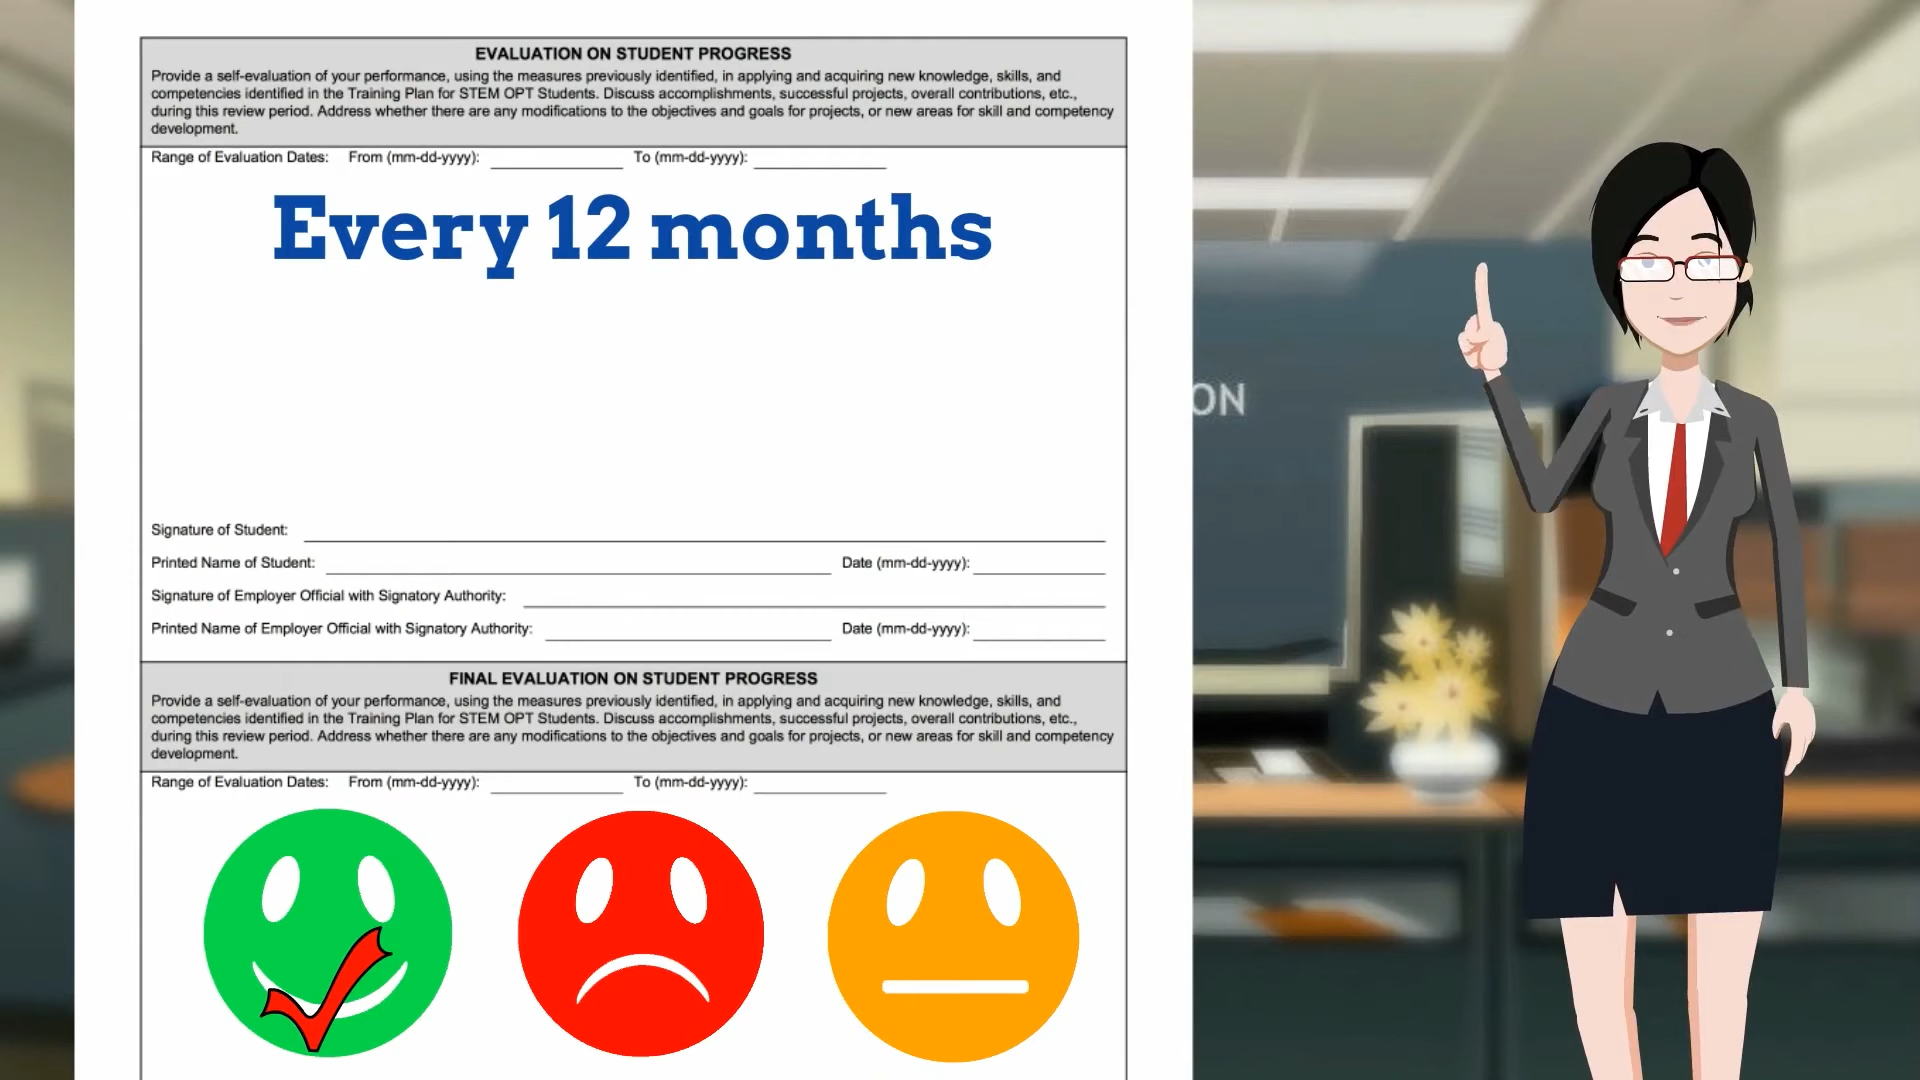 EVALUATION ON STUDENT PROGRESS
Provide a self-evaluation of your performance, using the measures previously identified, in applying and acquiring new knowledge, skills, and
competencies identified in the Training Plan for STEM OPT Students. Discuss accomplishments, successful projects, overall contributions, etc.,
during this review period. Address whether there are any modifications to the objectives and goals for projects, or new areas for skill and competency
development.
Range of Evaluation Dates: From (mm-dd-yyyy): To (mm-dd-yyyy):
Every 12 months
ON
Signature of Student:
Printed Name of Student: Date (mm-dd-yyyy):
Signature of Employer Official with Signatory Authority:
Printed Name of Employer Official with Signatory Authority: Date (mm-dd-yyyy):
FINAL EVALUATION ON STUDENT PROGRESS
Provide a self-evaluation of your performance, using the measures previously identified, in applying and acquiring new knowledge, skills, and
competencies identified in the Training Plan for STEM OPT Students. Discuss accomplishments, successful projects, overall contributions, etc.,
during this review period. Address whether there are any modifications to the objectives and goals for projects, or new areas for skill and competency
development.
Range of Evaluation Dates: From (mm-dd-yyyy): To (mm-dd-yyyy):